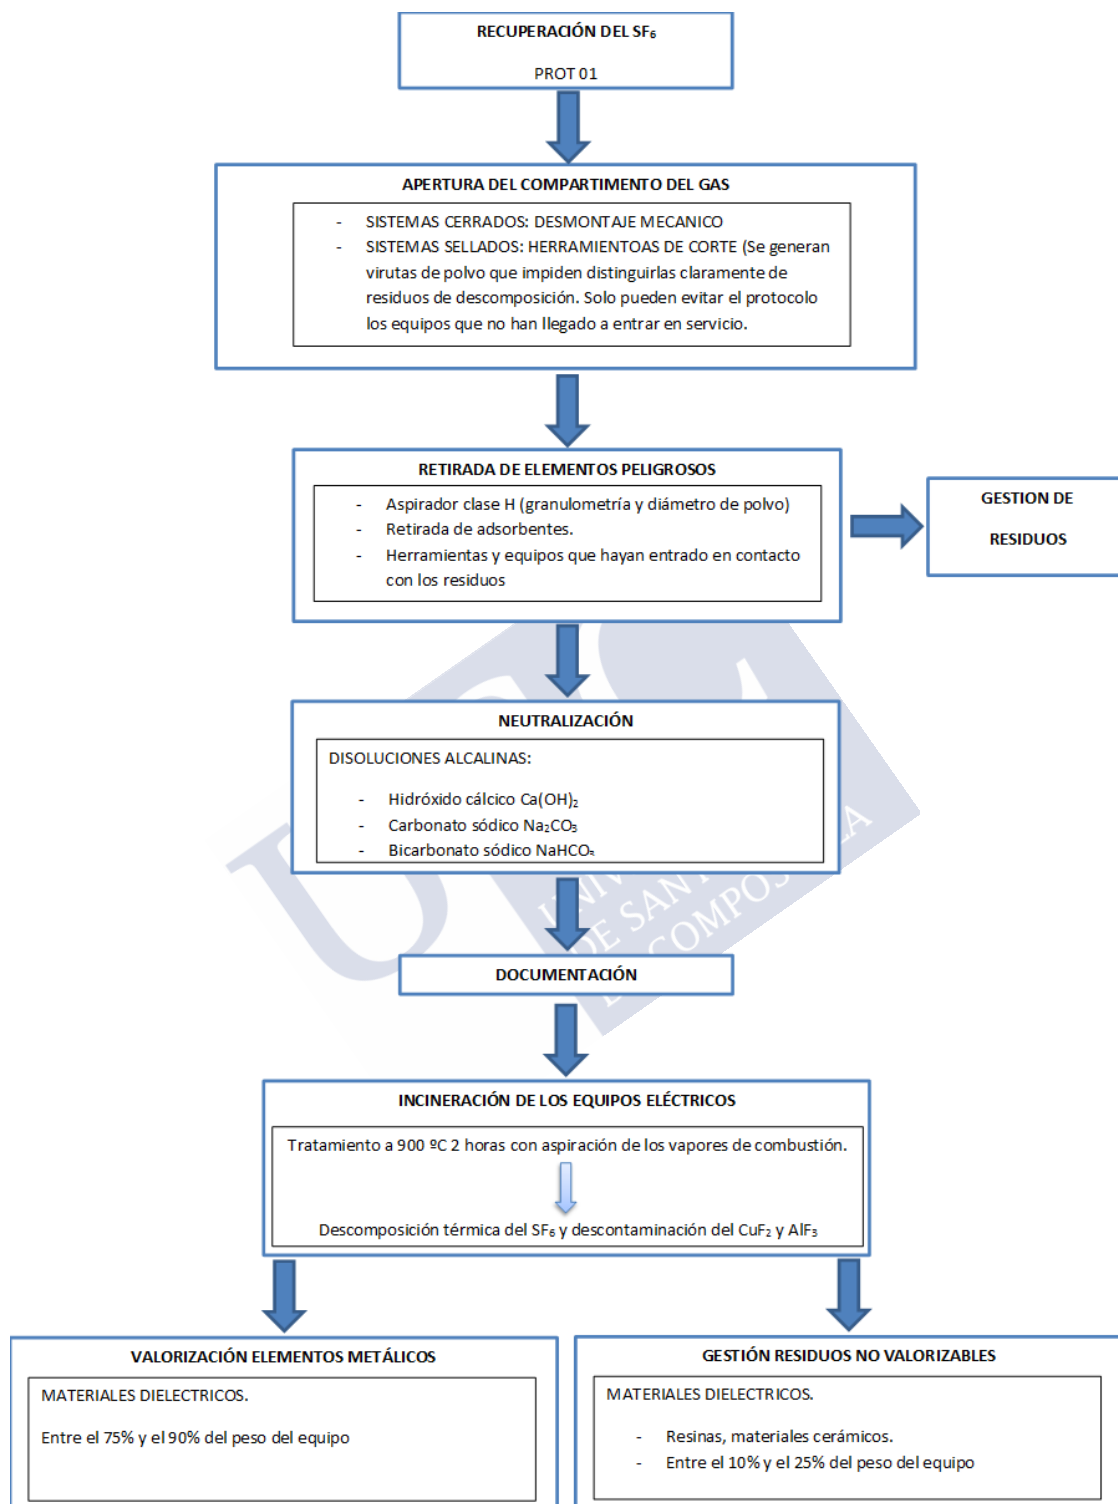 RECUPERACIÓN DEL SF₆
PROT 01
APERTURA DEL COMPARTIMENTO DEL GAS
- SISTEMAS CERRADOS: DESMONTAJE MECANICO
- SISTEMAS SELLADOS: HERRAMIENTOAS DE CORTE (Se generan
virutas de polvo que impiden distinguirlas claramente de
residuos de descomposición. Solo pueden evitar el protocolo
los equipos que no han llegado a entrar en servicio.
RETIRADA DE ELEMENTOS PELIGROSOS
- Aspirador clase H (granulometría y diámetro de polvo)
- Retirada de adsorbentes.
- Herramientas y equipos que hayan entrado en contacto
con los residuos
GESTION DE
RESIDUOS
NEUTRALIZACIÓN
DISOLUCIONES ALCALINAS:
- Hidróxido cálcico Ca(OH)₂
- Carbonato sódico Na₂CO₃
- Bicarbonato sódico NaHCO₃
DOCUMENTACIÓN
INCINERACIÓN DE LOS EQUIPOS ELÉCTRICOS
Tratamiento a 900 ºC 2 horas con aspiración de los vapores de combustión.
Descomposición térmica del SF₆ y descontaminación del CuF₂ y AlF₃
VALORIZACIÓN ELEMENTOS METÁLICOS
MATERIALES DIELECTRICOS.
Entre el 75% y el 90% del peso del equipo
GESTIÓN RESIDUOS NO VALORIZABLES
MATERIALES DIELECTRICOS.
- Resinas, materiales cerámicos.
- Entre el 10% y el 25% del peso del equipo